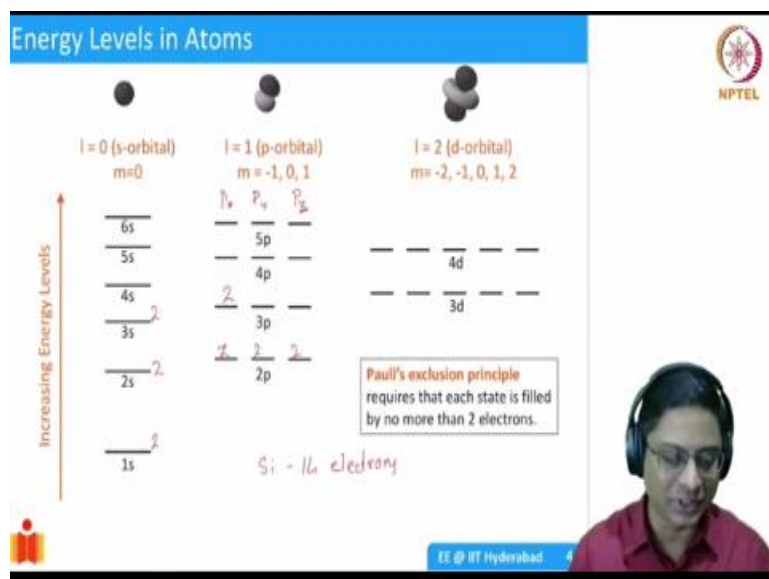 Energy Levels in Atoms
NPTEL
l = 0 (s-orbital)
m=0
l = 1 (p-orbital)
m = -1, 0, 1
l = 2 (d-orbital)
m= -2, -1, 0, 1, 2
Px Py Pz
Increasing Energy Levels
6s
5p
5s
4p
4d
4s
2
3s 2
3p
3d
2 2 2
2s 2
2p
1s 2
Pauli's exclusion principle
requires that each state is filled
by no more than 2 electrons.
Si - 14 electrons
EE @ IIT Hyderabad 4